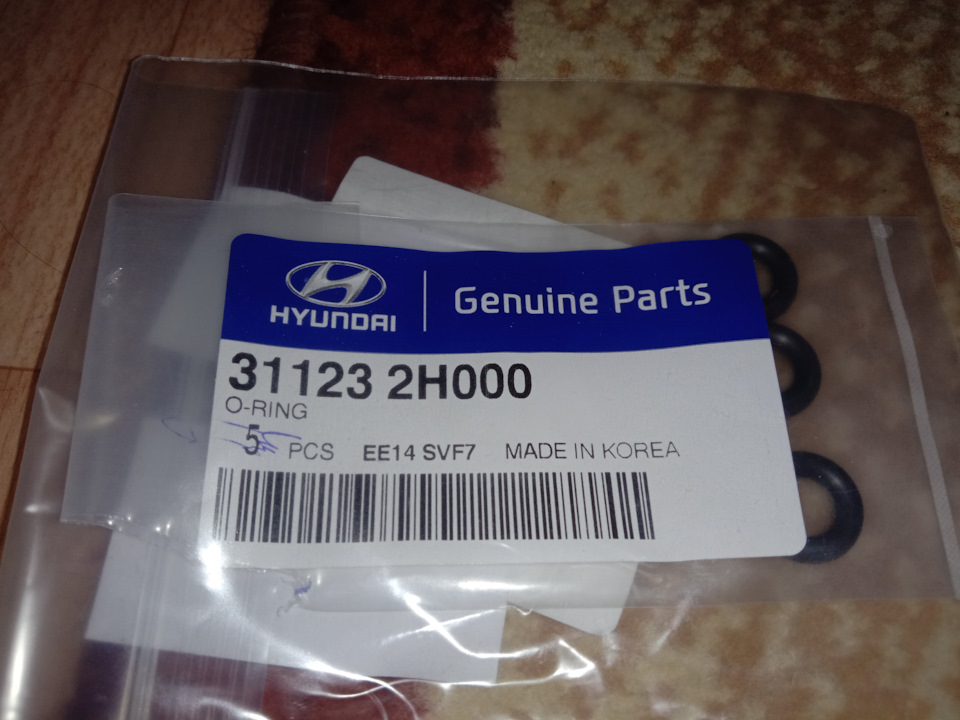 HYUNDAI
Genuine Parts
31123 2H000
O-RING
5 PCS EE14 SVF7 MADE IN KOREA